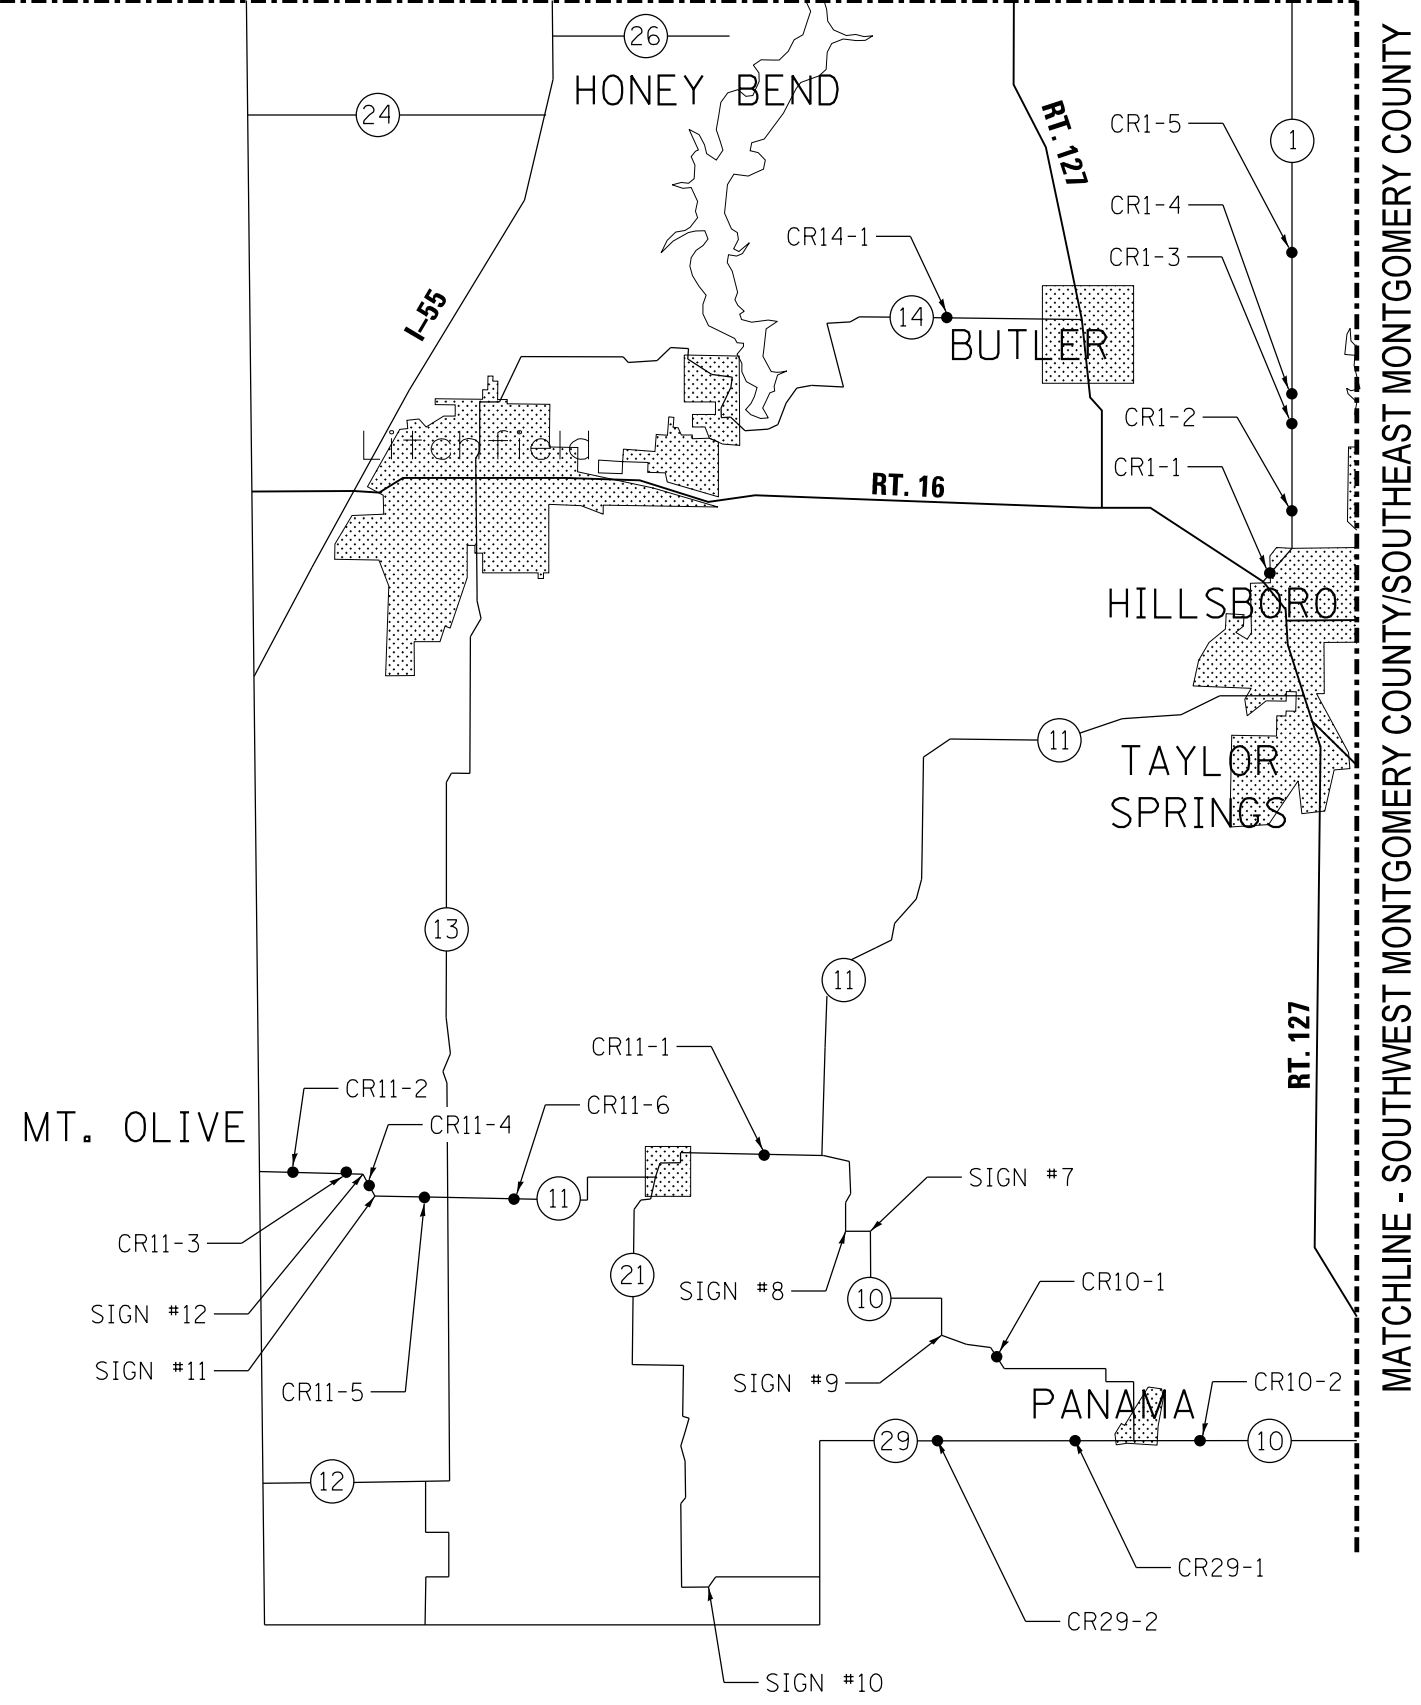 26
HONEY BEND
24
RT. 127
CR1-5
1
CR1-4
CR14-1
CR1-3
I-55
14
BUTLER
CR1-2
Litchfield
CR1-1
RT. 16
HILLSBORO
11
TAYLOR
SPRINGS
13
11
RT. 127
CR11-1
CR11-2
CR11-6
MT. OLIVE
CR11-4
SIGN #7
11
CR11-3
21
SIGN #8
10
CR10-1
SIGN #12
SIGN #11
CR11-5
SIGN #9
CR10-2
PANAMA
29
10
12
CR29-1
CR29-2
SIGN #10
MATCHLINE - SOUTHWEST MONTGOMERY COUNTY/SOUTHEAST MONTGOMERY COUNTY